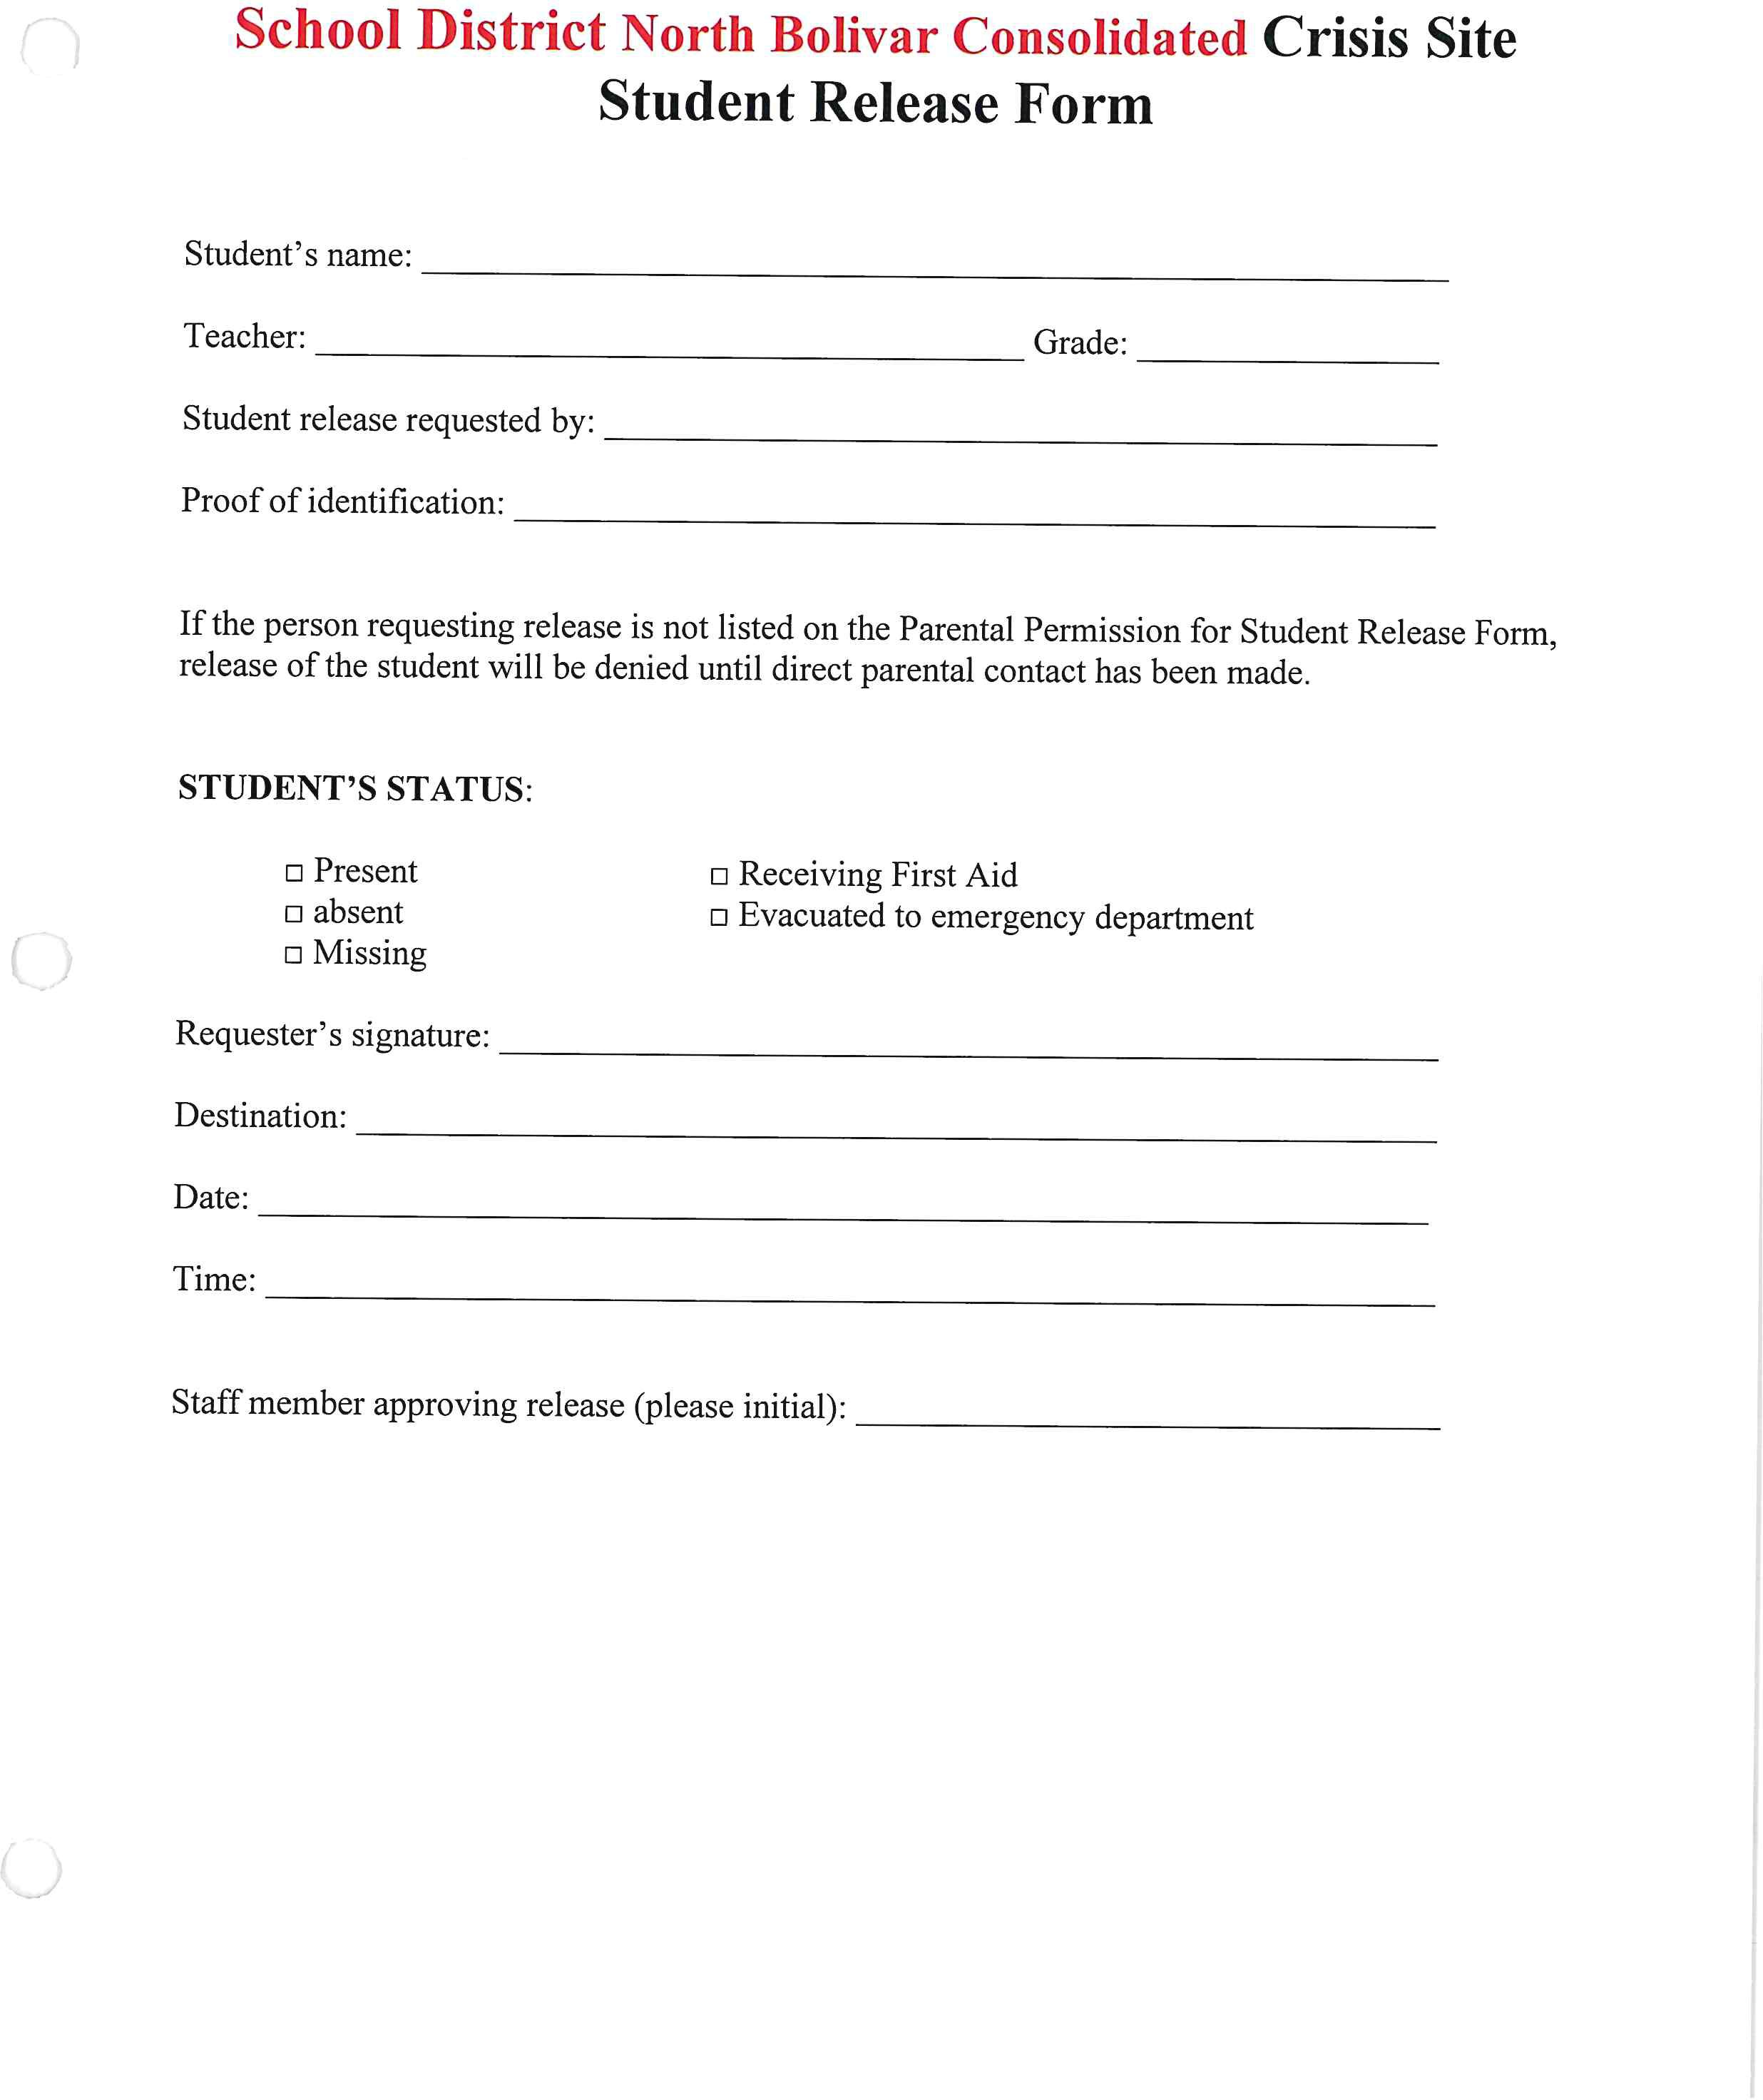 School District North Bolivar Consolidated Crisis Site
Student Release Form
Student's name:
Teacher: Grade:
Student release requested by:
Proof of identification:
If the person requesting release is not listed on the Parental Permission for Student Release Form,
release of the student will be denied until direct parental contact has been made.
STUDENT'S STATUS:
□ Present □ Receiving First Aid
□ absent □ Evacuated to emergency department
□ Missing
Requester's signature:
Destination:
Date:
Time:
Staff member approving release (please initial):